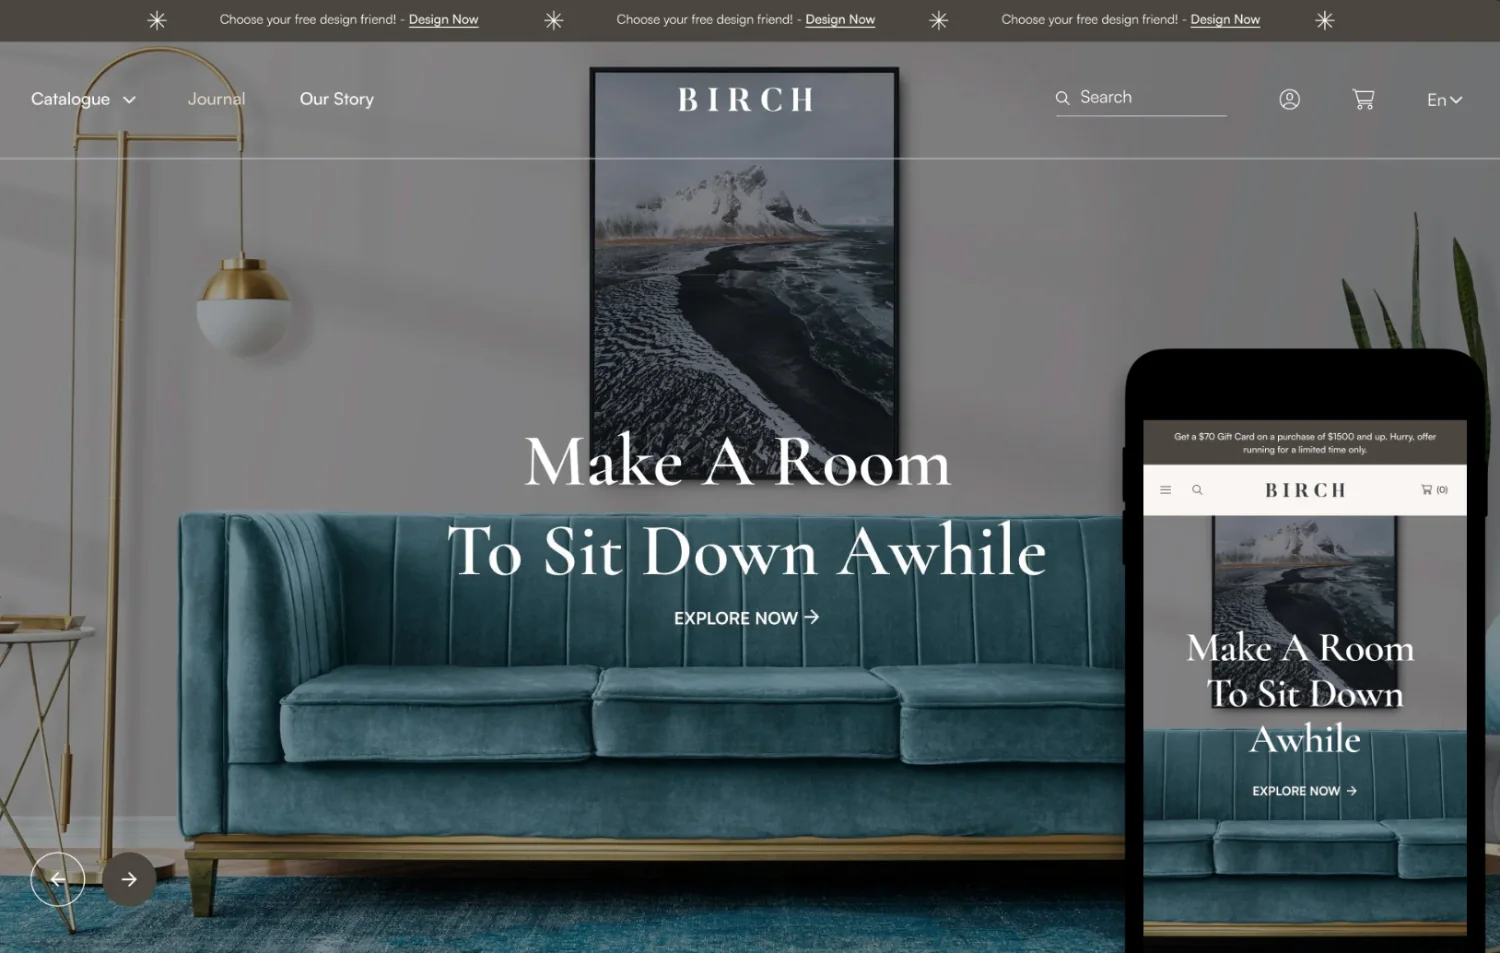 Choose your free design friend! - Design Now
Choose your free design friend! - Design Now
Choose your free design friend! - Design Now
Catalogue
Journal
Our Story
BIRCH
Search
En
Make A Room
To Sit Down Awhile
EXPLORE NOW
Get a $70 Gift Card on a purchase of $1500 and up. Hurry, offer
running for a limited time only.
BIRCH
(0)
Make A Room
To Sit Down
Awhile
EXPLORE NOW